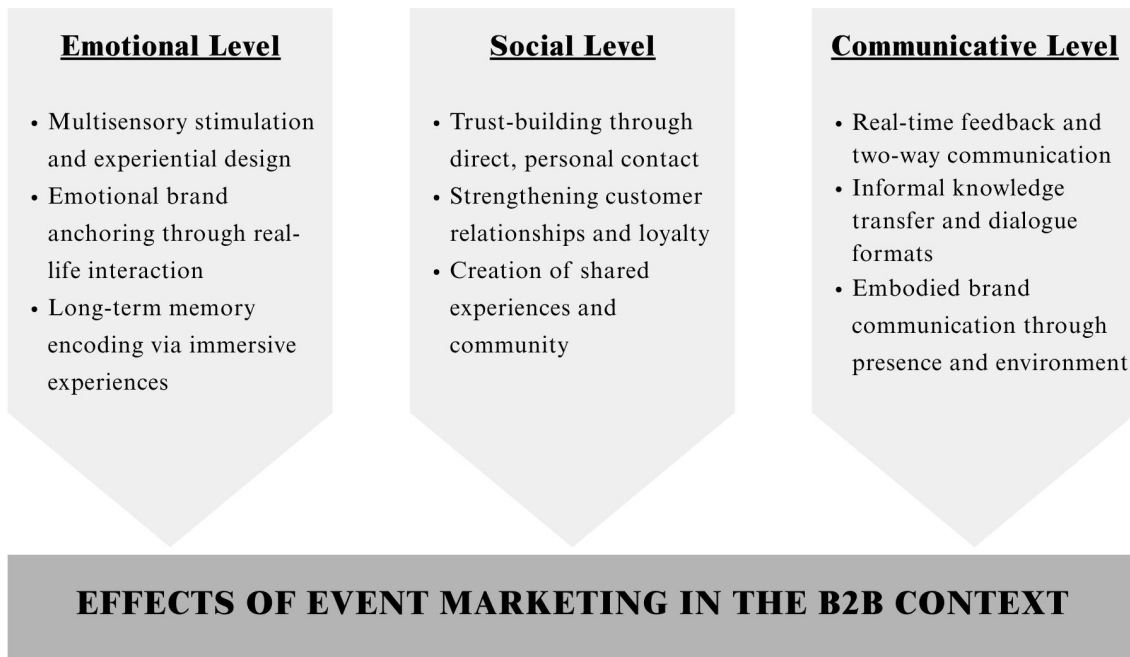 Emotional Level
• Multisensory stimulation
and experiential design
• Emotional brand
anchoring through real-
life interaction
• Long-term memory
encoding via immersive
experiences
Social Level
• Trust-building through
direct, personal contact
• Strengthening customer
relationships and loyalty
• Creation of shared
experiences and
community
Communicative Level
• Real-time feedback and
two-way communication
• Informal knowledge
transfer and dialogue
formats
• Embodied brand
communication through
presence and environment
EFFECTS OF EVENT MARKETING IN THE B2B CONTEXT